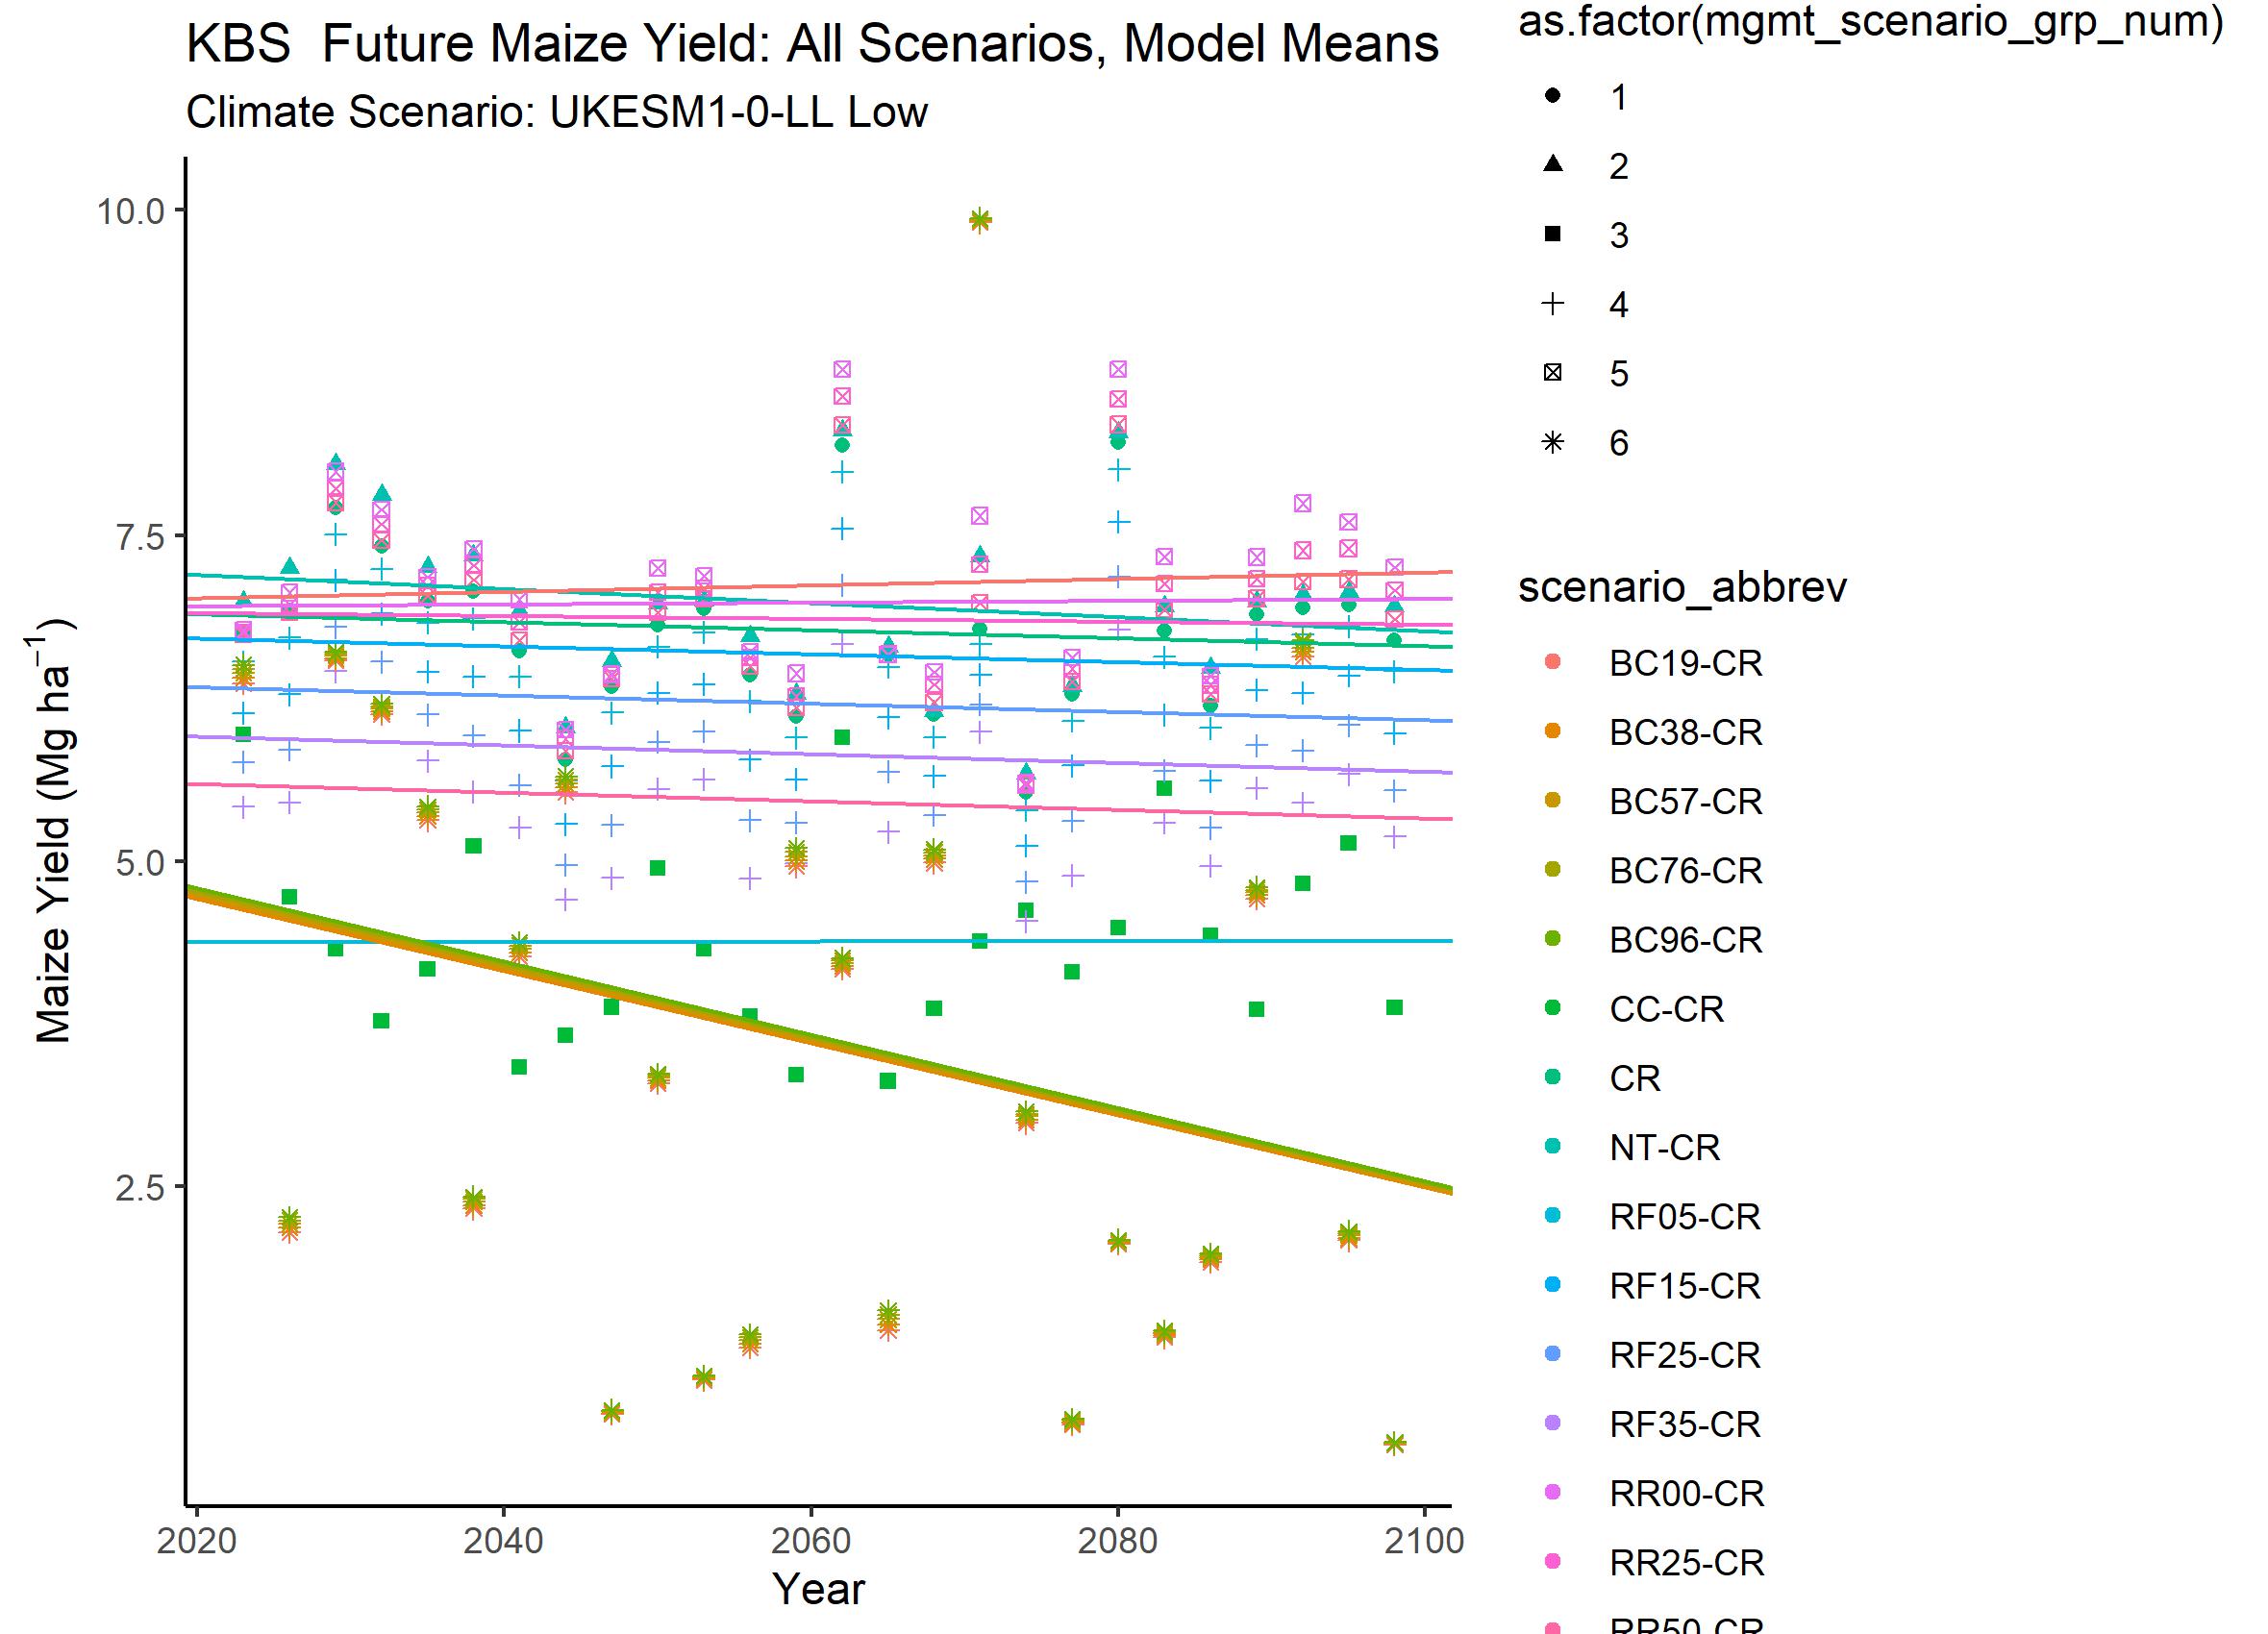 KBS  Future Maize Yield: All Scenarios, Model Means
Climate Scenario: UKESM1-0-LL Low
10.0
7.5
5.0
2.5
Maize Yield (Mg ha⁻¹)
2020
2040
2060
2080
2100
Year
as.factor(mgmt_scenario_grp_num)
1
2
3
4
5
6
scenario_abbrev
BC19-CR
BC38-CR
BC57-CR
BC76-CR
BC96-CR
CC-CR
CR
NT-CR
RF05-CR
RF15-CR
RF25-CR
RF35-CR
RR00-CR
RR25-CR
RR50-CR